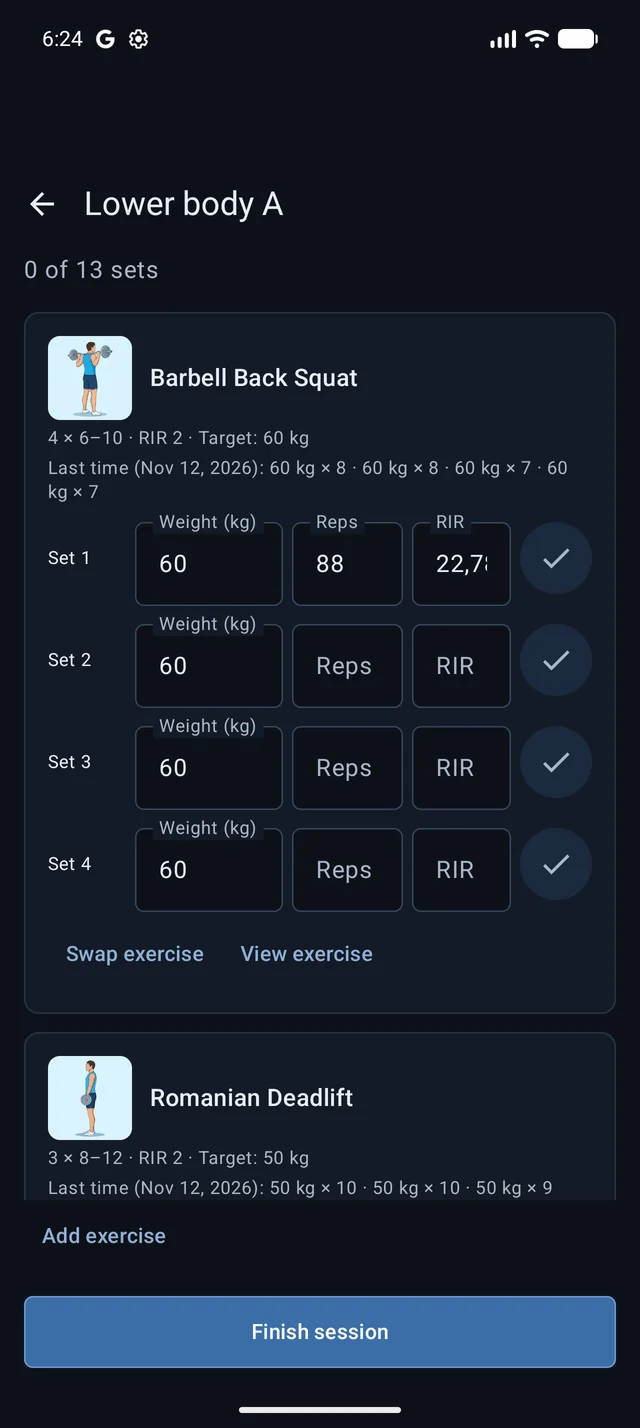 6:24
Lower body A
0 of 13 sets
Barbell Back Squat
4 × 6–10 · RIR 2 · Target: 60 kg
Last time (Nov 12, 2026): 60 kg × 8 · 60 kg × 8 · 60 kg × 7 · 60
kg × 7
Weight (kg) Reps RIR
Set 1 60 88 22,7
Weight (kg)
Set 2 60 Reps RIR
Weight (kg)
Set 3 60 Reps RIR
Weight (kg)
Set 4 60 Reps RIR
Swap exercise View exercise
Romanian Deadlift
3 × 8–12 · RIR 2 · Target: 50 kg
Last time (Nov 12, 2026): 50 kg × 10 · 50 kg × 10 · 50 kg × 9
Add exercise
Finish session